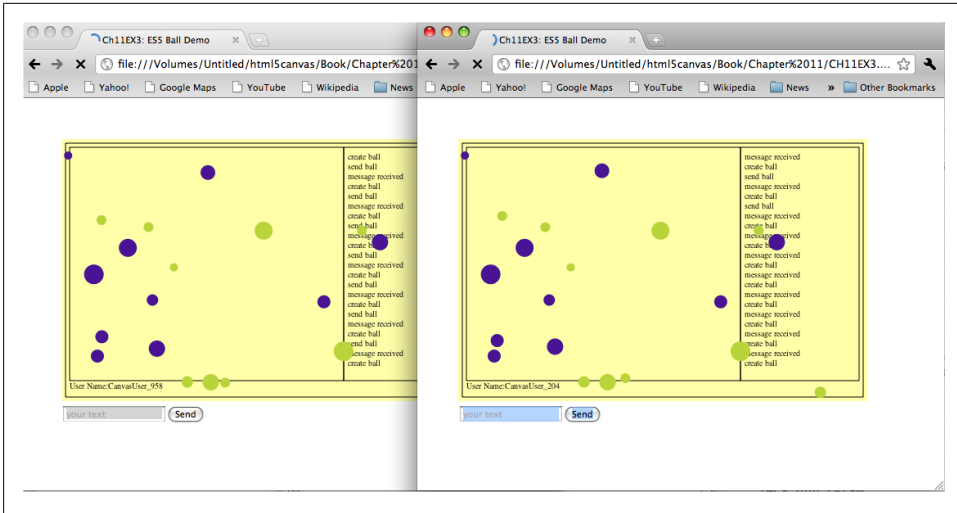 Ch11EX3: ES5 Ball Demo
file:///Volumes/Untitled/html5canvas/Book/Chapter%201
Apple Yahoo! Google Maps YouTube Wikipedia News
create ball
send ball
message received
create ball
send ball
message received
create ball
send ball
message received
create ball
send ball
message received
create ball
send ball
message received
create ball
send ball
message received
create ball
send ball
message received
create ball
User Name:CanvasUser_958
your text Send
Ch11EX3: ES5 Ball Demo
file:///Volumes/Untitled/html5canvas/Book/Chapter%2011/CH11EX3....
Apple Yahoo! Google Maps YouTube Wikipedia News » Other Bookmarks
message received
create ball
send ball
message received
create ball
send ball
message received
create ball
message received
create ball
message received
create ball
message received
create ball
message received
create ball
message received
create ball
message received
create ball
message received
create ball
User Name:CanvasUser_204
your text Send